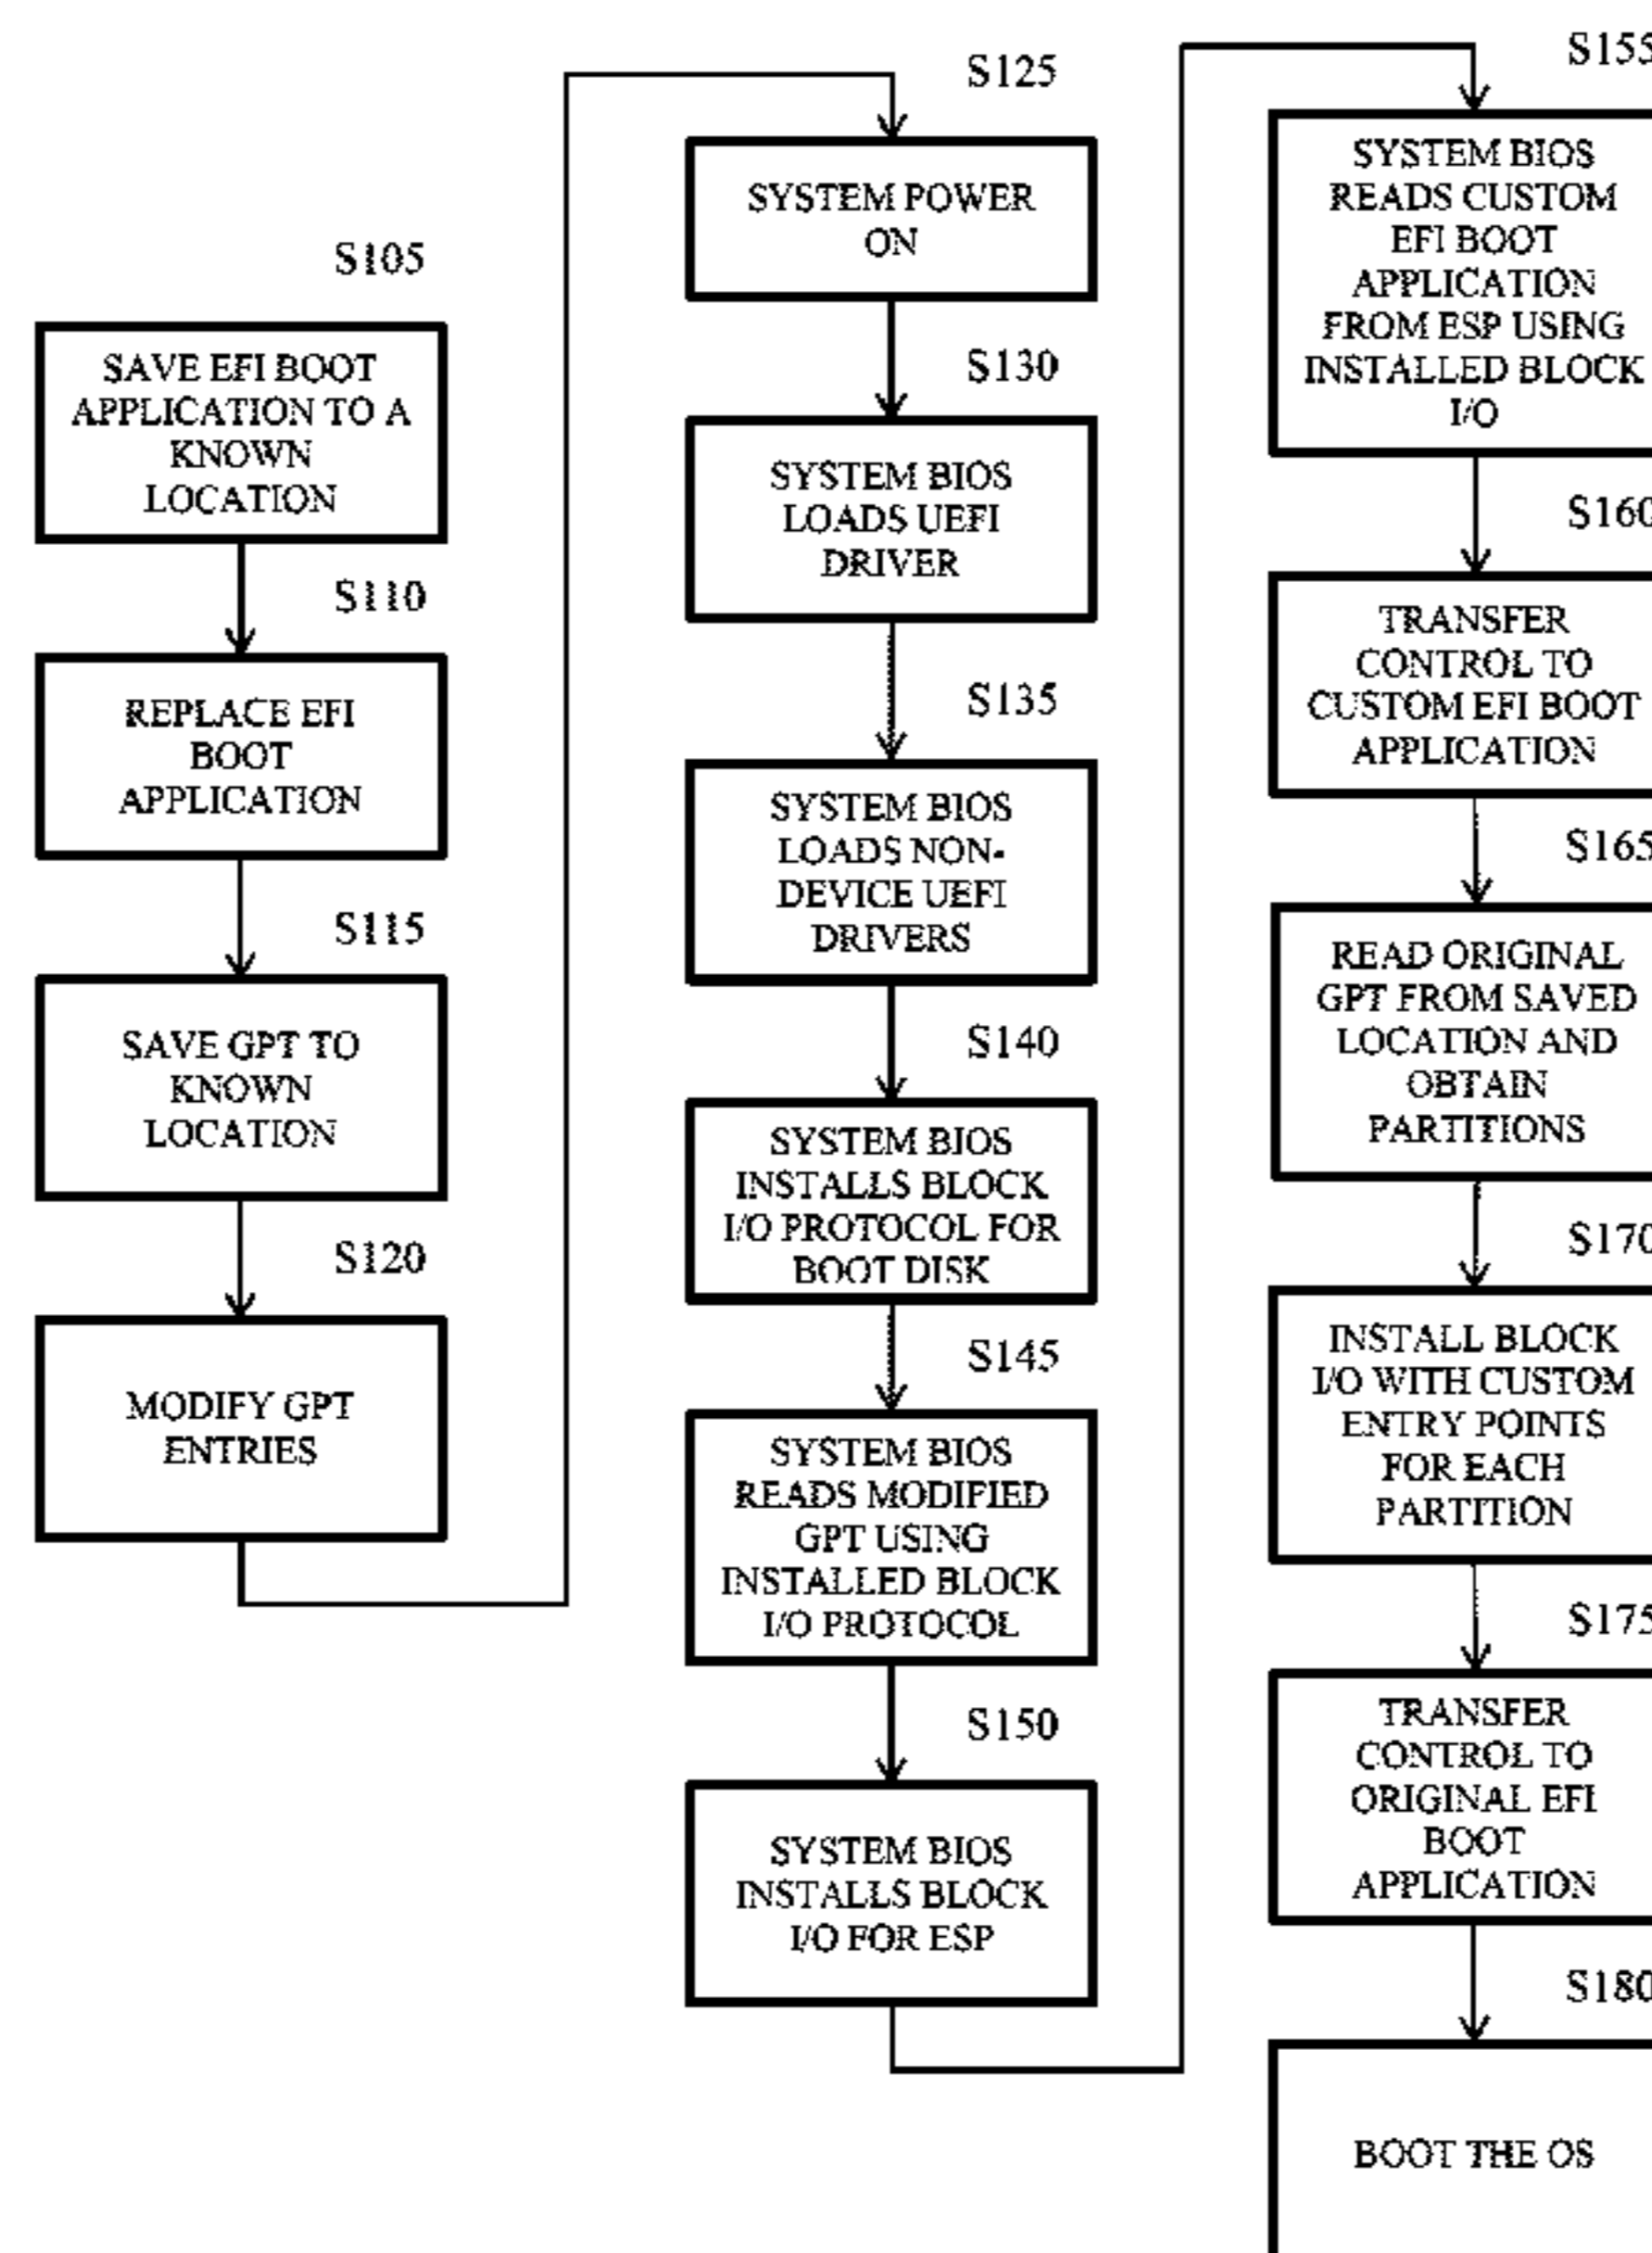 S105
SAVE EFI BOOT
APPLICATION TO A
KNOWN
LOCATION
S110
REPLACE EFI
BOOT
APPLICATION
S115
SAVE GPT TO
KNOWN
LOCATION
S120
MODIFY GPT
ENTRIES
S125
SYSTEM POWER
ON
S130
SYSTEM BIOS
LOADS UEFI
DRIVER
S135
SYSTEM BIOS
LOADS NON-
DEVICE UEFI
DRIVERS
S140
SYSTEM BIOS
INSTALLS BLOCK
I/O PROTOCOL FOR
BOOT DISK
S145
SYSTEM BIOS
READS MODIFIED
GPT USING
INSTALLED BLOCK
I/O PROTOCOL
S150
SYSTEM BIOS
INSTALLS BLOCK
I/O FOR ESP
S155
SYSTEM BIOS
READS CUSTOM
EFI BOOT
APPLICATION
FROM ESP USING
INSTALLED BLOCK
I/O
S160
TRANSFER
CONTROL TO
CUSTOM EFI BOOT
APPLICATION
S165
READ ORIGINAL
GPT FROM SAVED
LOCATION AND
OBTAIN
PARTITIONS
S170
INSTALL BLOCK
I/O WITH CUSTOM
ENTRY POINTS
FOR EACH
PARTITION
S175
TRANSFER
CONTROL TO
ORIGINAL EFI
BOOT
APPLICATION
S180
BOOT THE OS